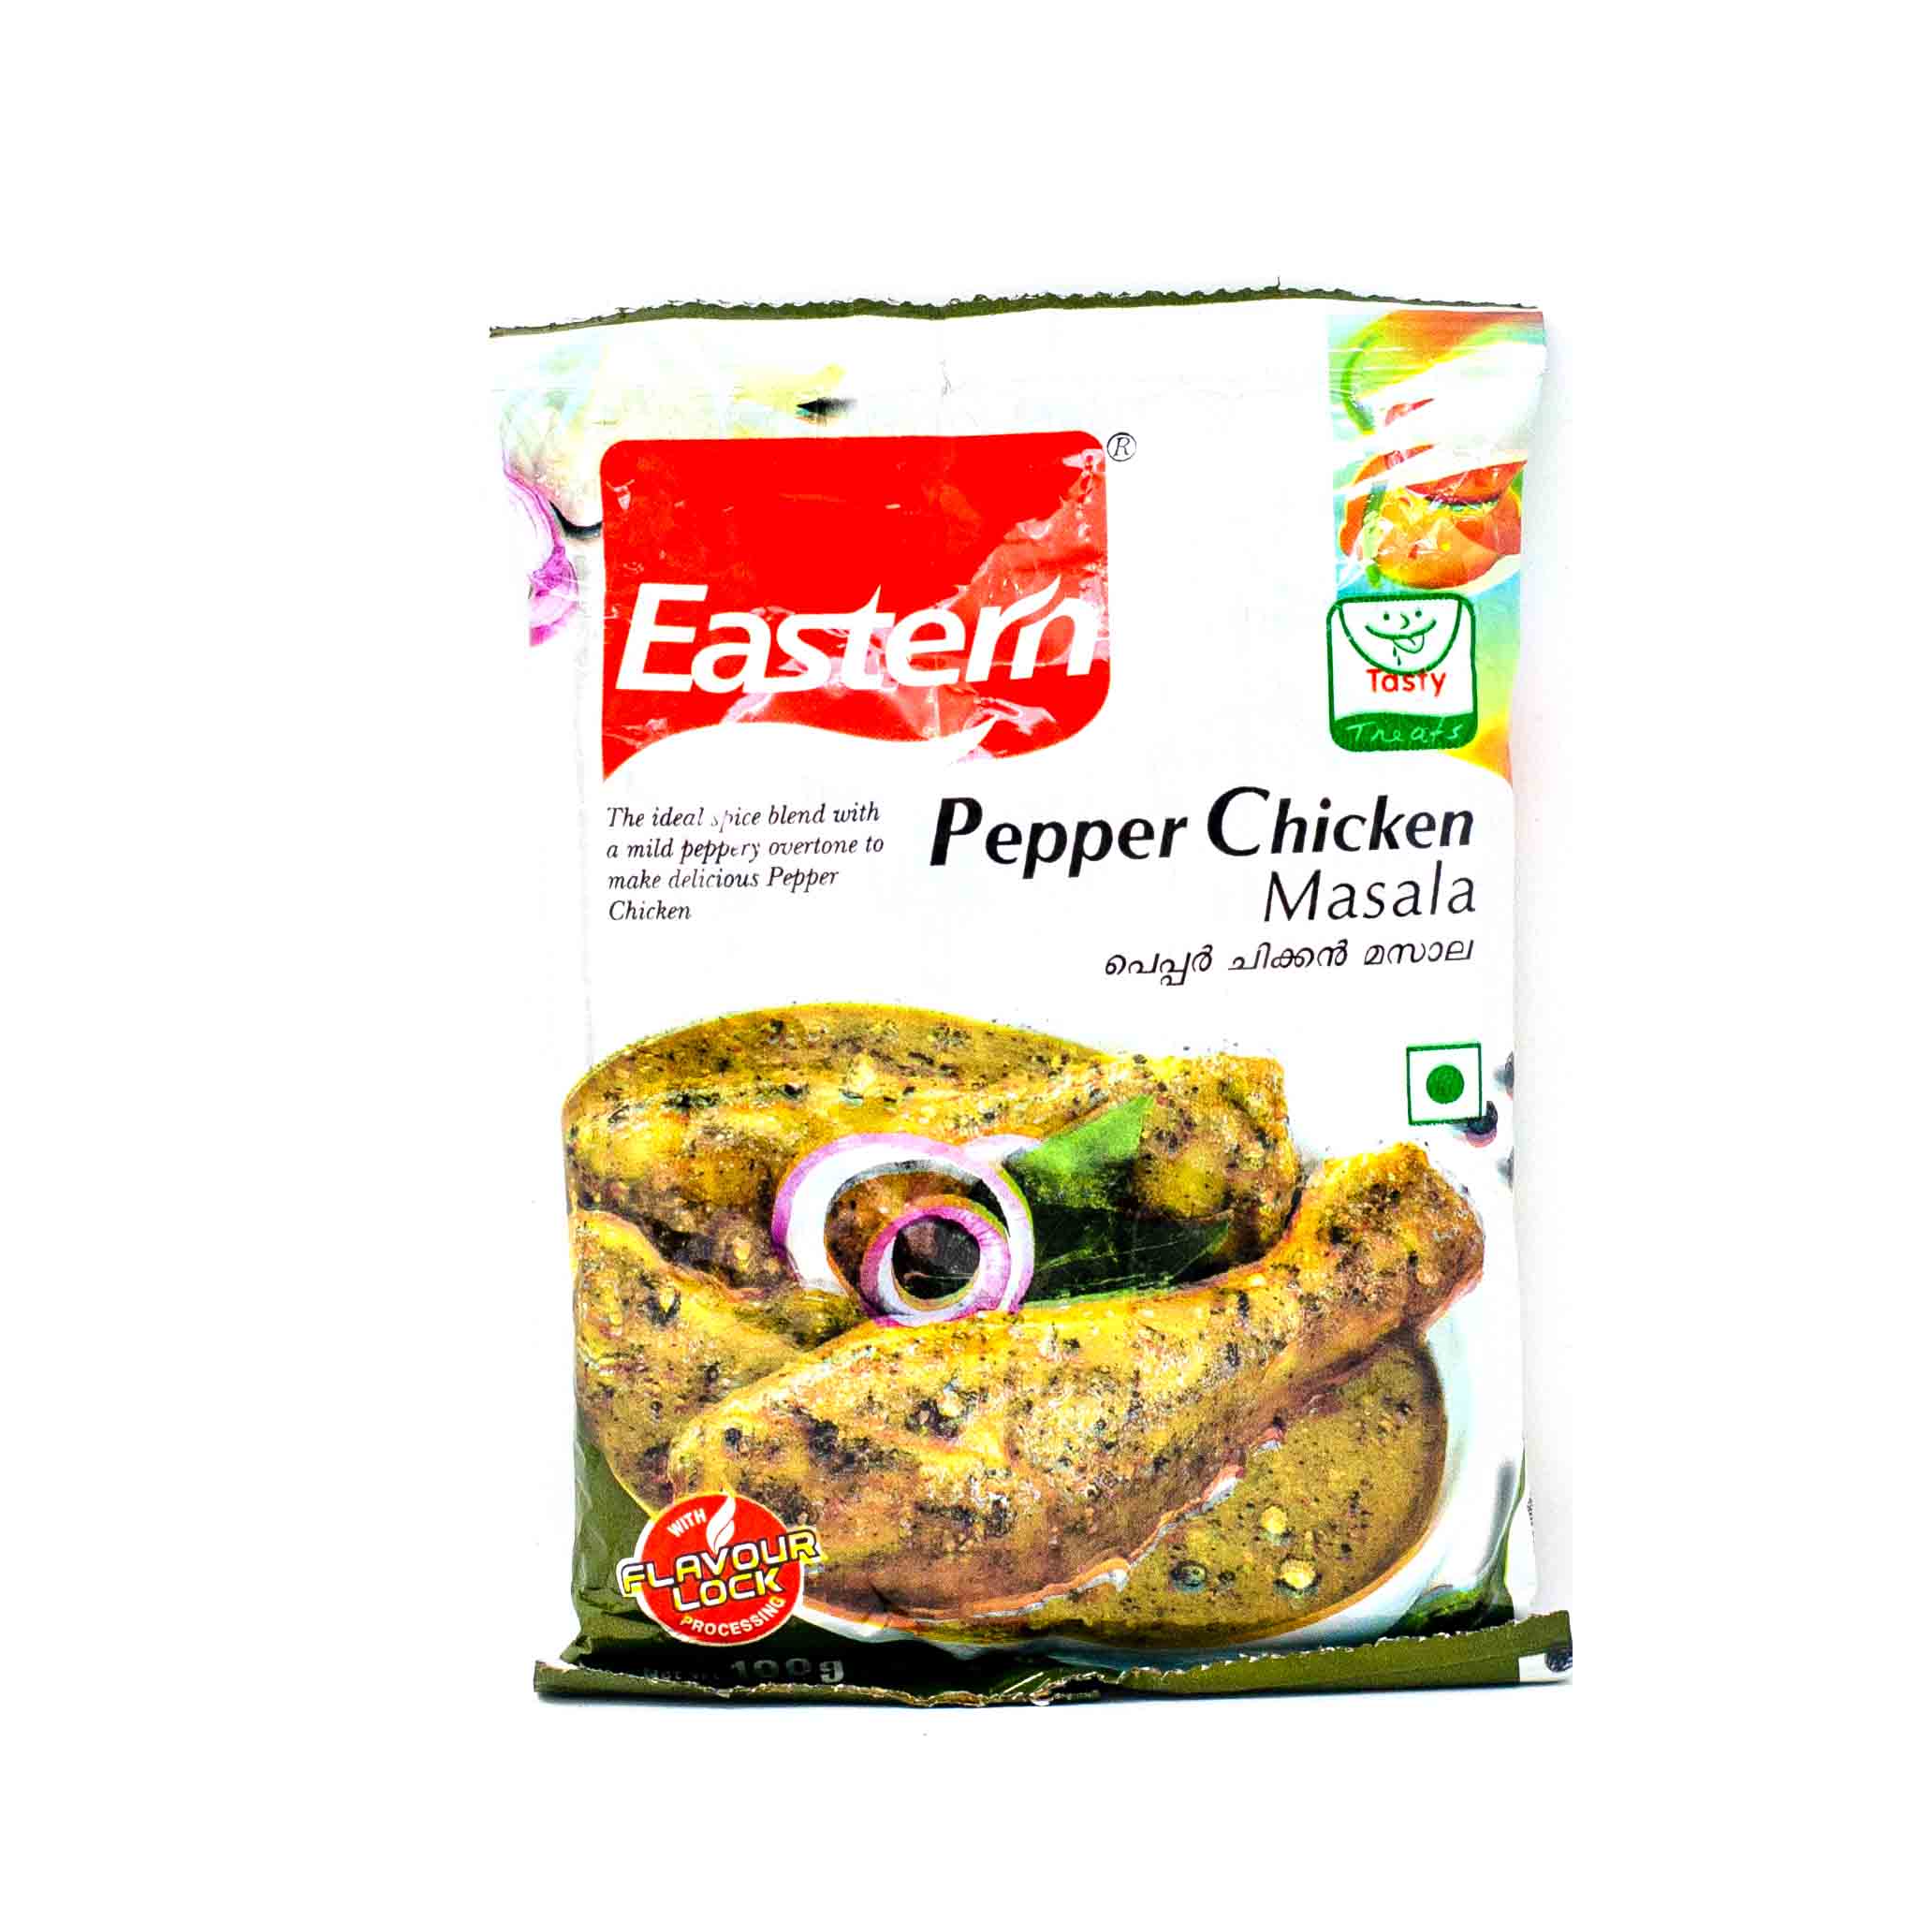 Eastern®
Tasty
Treats
The ideal spice blend with
a mild peppery overtone to
make delicious Pepper
Chicken
Pepper Chicken
Masala
പെപ്പർ ചിക്കൻ മസാല
WITH
FLAVOUR
LOCK
PROCESSING
100g